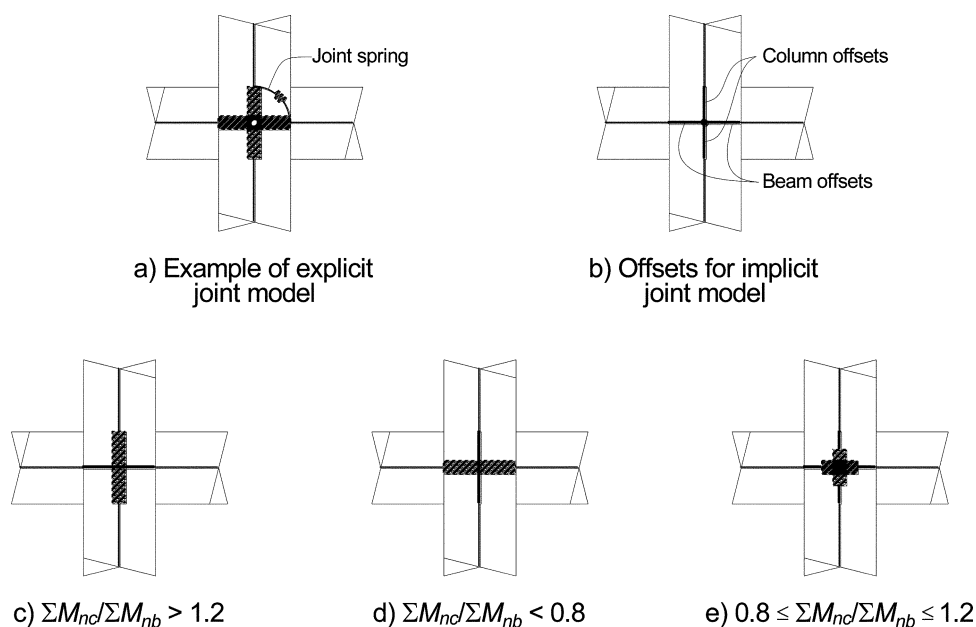 Joint spring
Column offsets
Beam offsets
a) Example of explicit
joint model
b) Offsets for implicit
joint model
c) ΣMnc/ΣMnb > 1.2
d) ΣMnc/ΣMnb < 0.8
e) 0.8 ≤ ΣMnc/ΣMnb ≤ 1.2